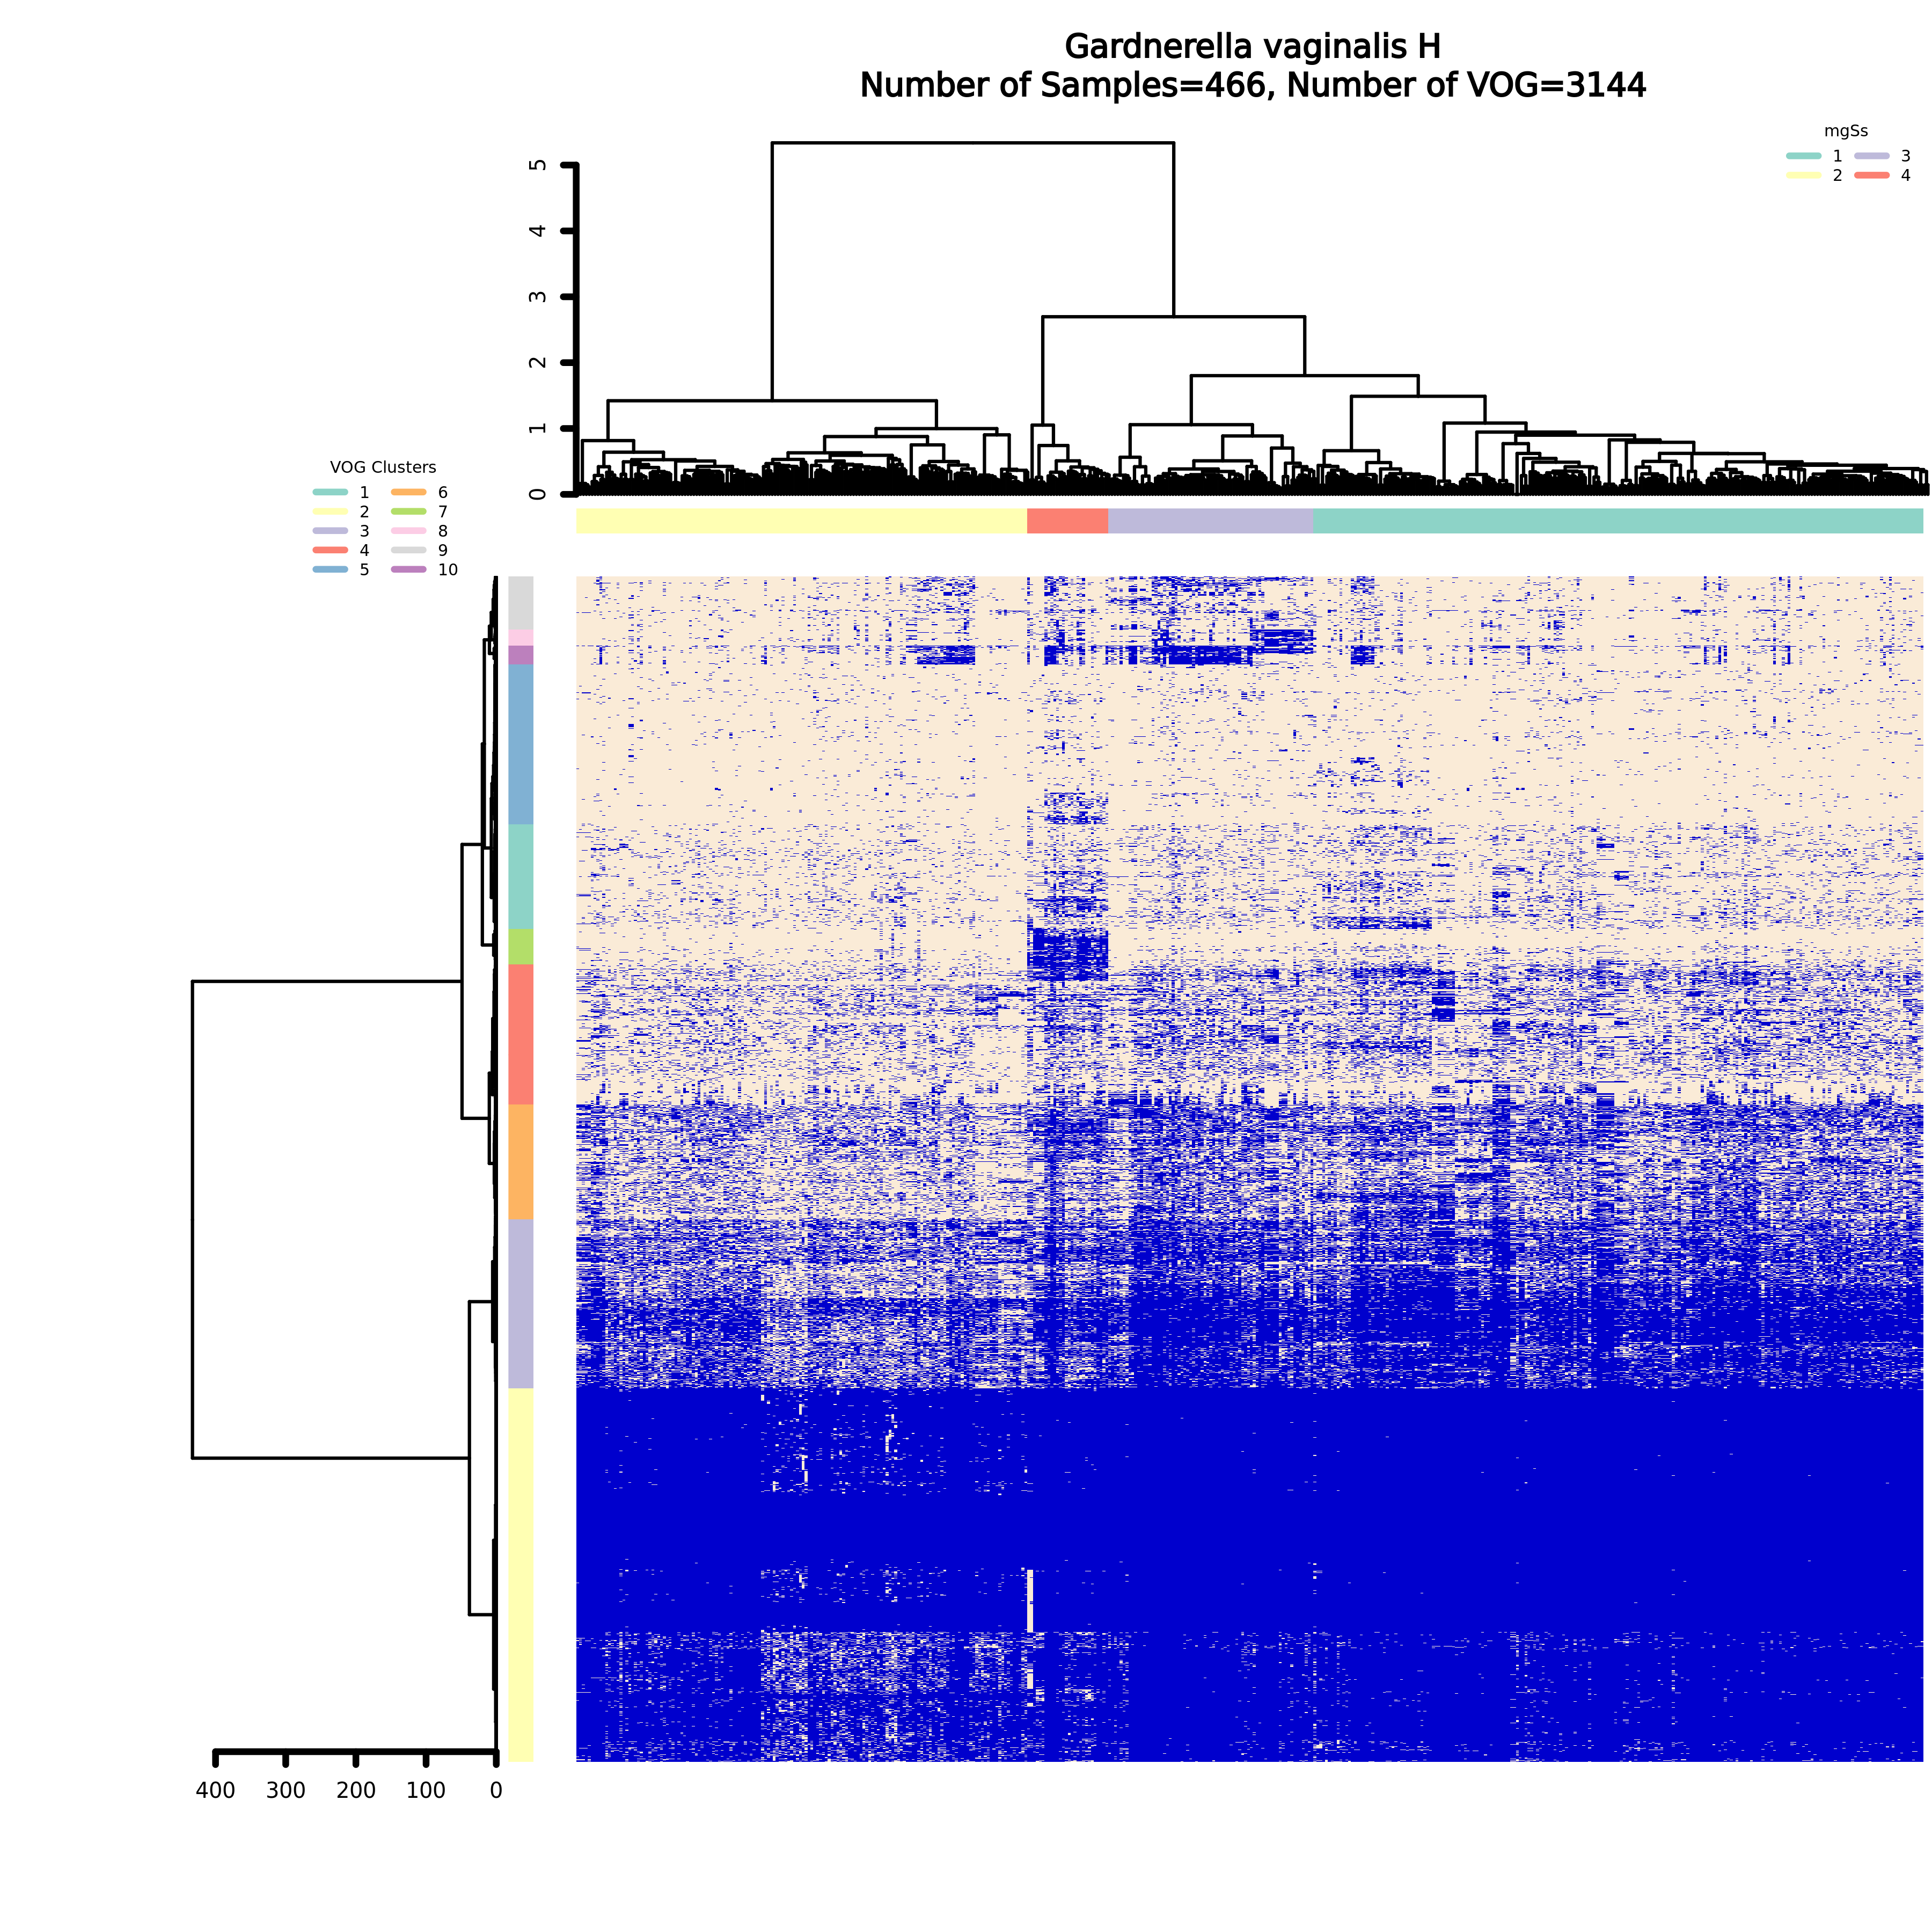 Gardnerella vaginalis H
Number of Samples=466, Number of VOG=3144
mgSs
1 3
2 4
5
4
3
2
1
0
VOG Clusters
1 6
2 7
3 8
4 9
5 10
400 300 200 100 0